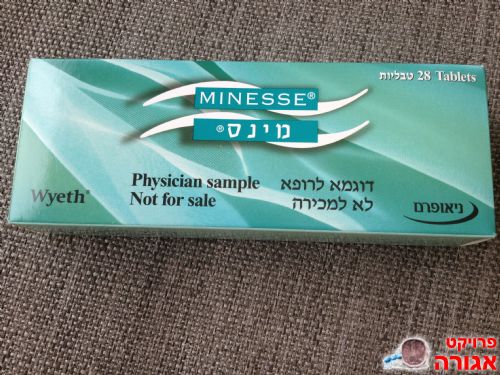 28 Tablets טבליות
MINESSE®
מינס®
Physician sample
Not for sale
דוגמא לרופא
לא למכירה
Wyeth®
ניאופרם
פרויקט
אגורה